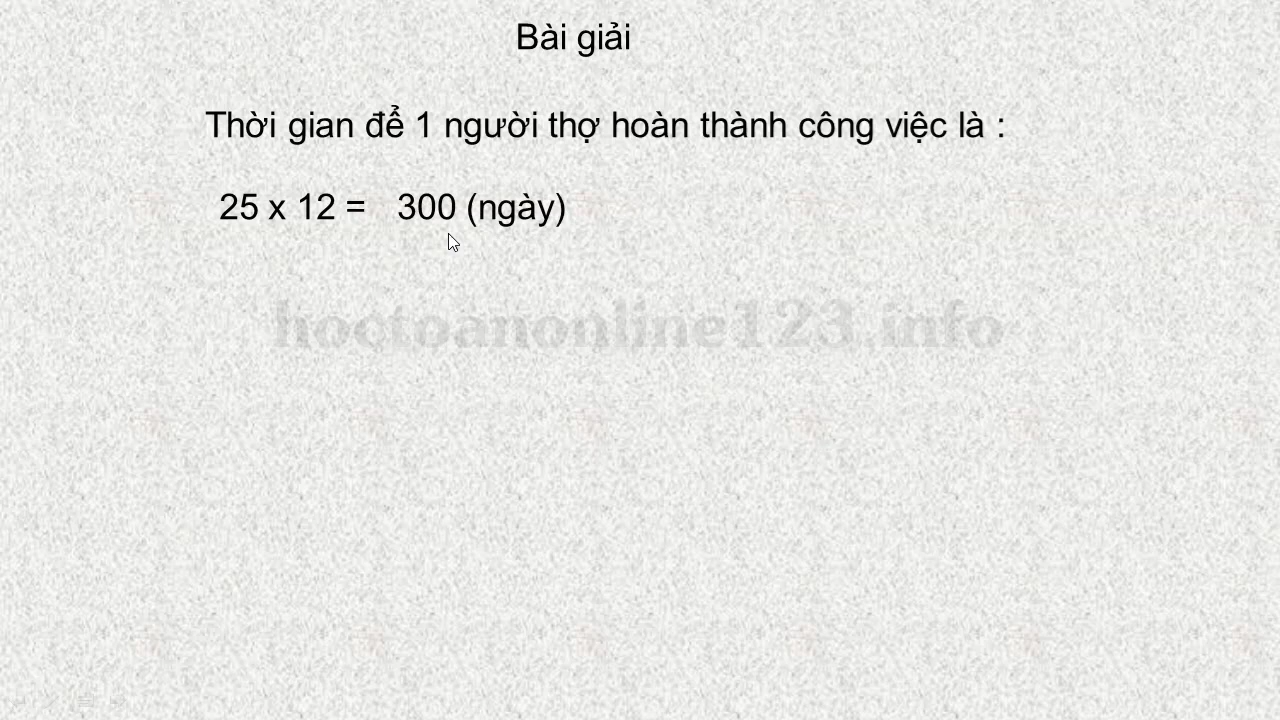 Bài giải
Thời gian để 1 người thợ hoàn thành công việc là :
25 x 12 = 300 (ngày)
hoctoanonline123.info